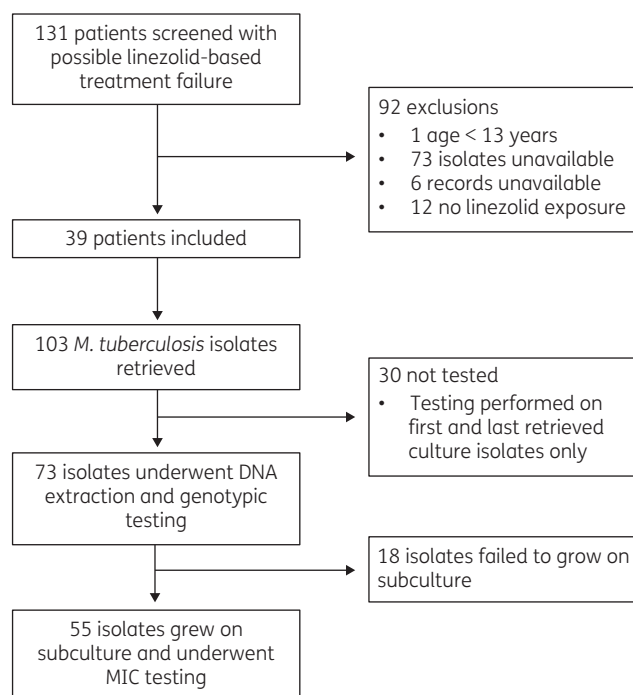 131 patients screened with
possible linezolid-based
treatment failure
92 exclusions
• 1 age < 13 years
• 73 isolates unavailable
• 6 records unavailable
• 12 no linezolid exposure
39 patients included
103 M. tuberculosis isolates
retrieved
30 not tested
• Testing performed on
first and last retrieved
culture isolates only
73 isolates underwent DNA
extraction and genotypic
testing
18 isolates failed to grow on
subculture
55 isolates grew on
subculture and underwent
MIC testing